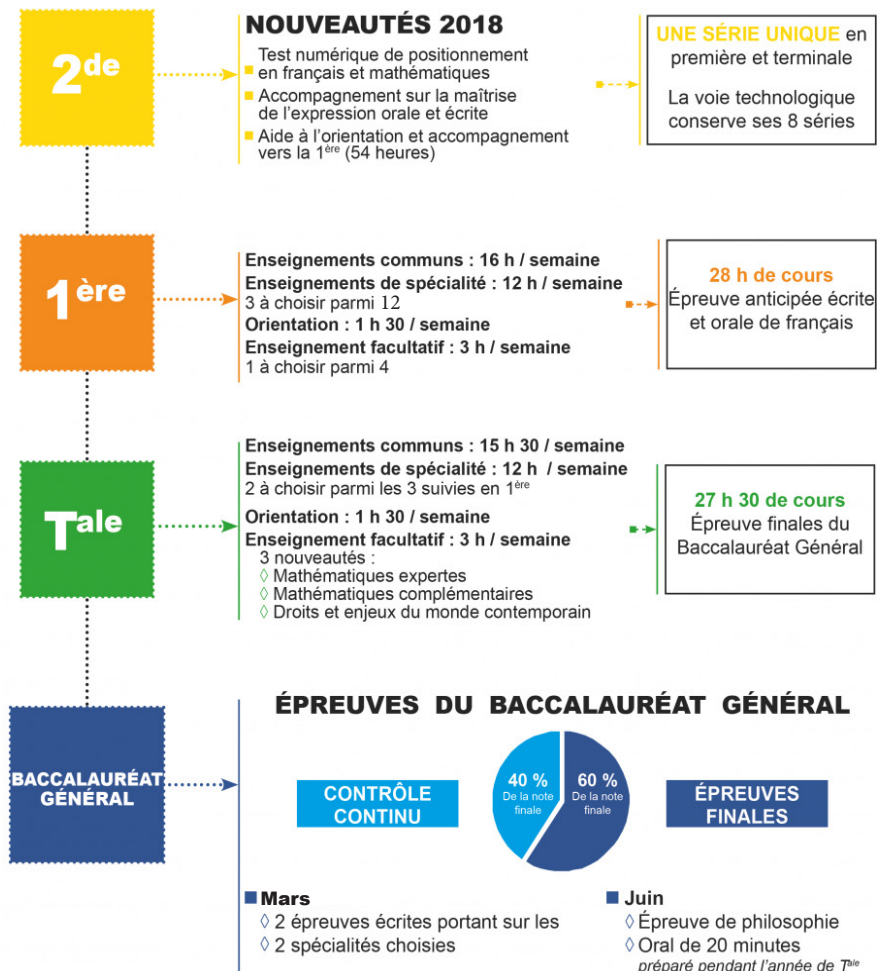 2de
NOUVEAUTÉS 2018
Test numérique de positionnement
en français et mathématiques
Accompagnement sur la maîtrise
de l'expression orale et écrite
Aide à l'orientation et accompagnement
vers la 1ère (54 heures)
UNE SÉRIE UNIQUE en
première et terminale
La voie technologique
conserve ses 8 séries
1ère
Enseignements communs : 16 h / semaine
Enseignements de spécialité : 12 h / semaine
3 à choisir parmi 12
Orientation : 1 h 30 / semaine
Enseignement facultatif : 3 h / semaine
1 à choisir parmi 4
28 h de cours
Épreuve anticipée écrite
et orale de français
Tale
Enseignements communs : 15 h 30 / semaine
Enseignements de spécialité : 12 h / semaine
2 à choisir parmi les 3 suivies en 1ère
Orientation : 1 h 30 / semaine
Enseignement facultatif : 3 h / semaine
3 nouveautés :
◊ Mathématiques expertes
◊ Mathématiques complémentaires
◊ Droits et enjeux du monde contemporain
27 h 30 de cours
Épreuve finales du
Baccalauréat Général
BACCALAURÉAT
GÉNÉRAL
ÉPREUVES DU BACCALAURÉAT GÉNÉRAL
CONTRÔLE
CONTINU
40 %
De la note
finale
60 %
De la note
finale
ÉPREUVES
FINALES
Mars
◊ 2 épreuves écrites portant sur les
◊ 2 spécialités choisies
Juin
◊ Épreuve de philosophie
◊ Oral de 20 minutes
préparé pendant l'année de Tale